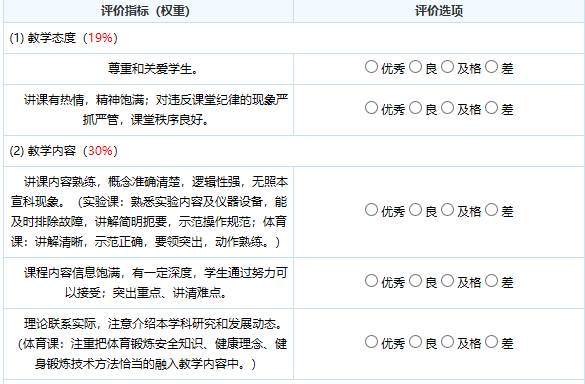 评价指标（权重） 评价选项
(1) 教学态度（19%）
尊重和关爱学生。 优秀 良 及格 差
讲课有热情，精神饱满；对违反课堂纪律的现象严
抓严管，课堂秩序良好。 优秀 良 及格 差
(2) 教学内容（30%）
讲课内容熟练，概念准确清楚，逻辑性强，无照本
宣科现象。（实验课：熟悉实验内容及仪器设备，能
及时排除故障，讲解简明扼要，示范操作规范；体育
课：讲解清晰，示范正确，要领突出，动作熟练。） 优秀 良 及格 差
课程内容信息饱满，有一定深度，学生通过努力可
以接受；突出重点、讲清难点。 优秀 良 及格 差
理论联系实际，注意介绍本学科研究和发展动态。
（体育课：注重把体育锻炼安全知识、健康理念、健
身锻炼技术方法恰当的融入教学内容中。） 优秀 良 及格 差